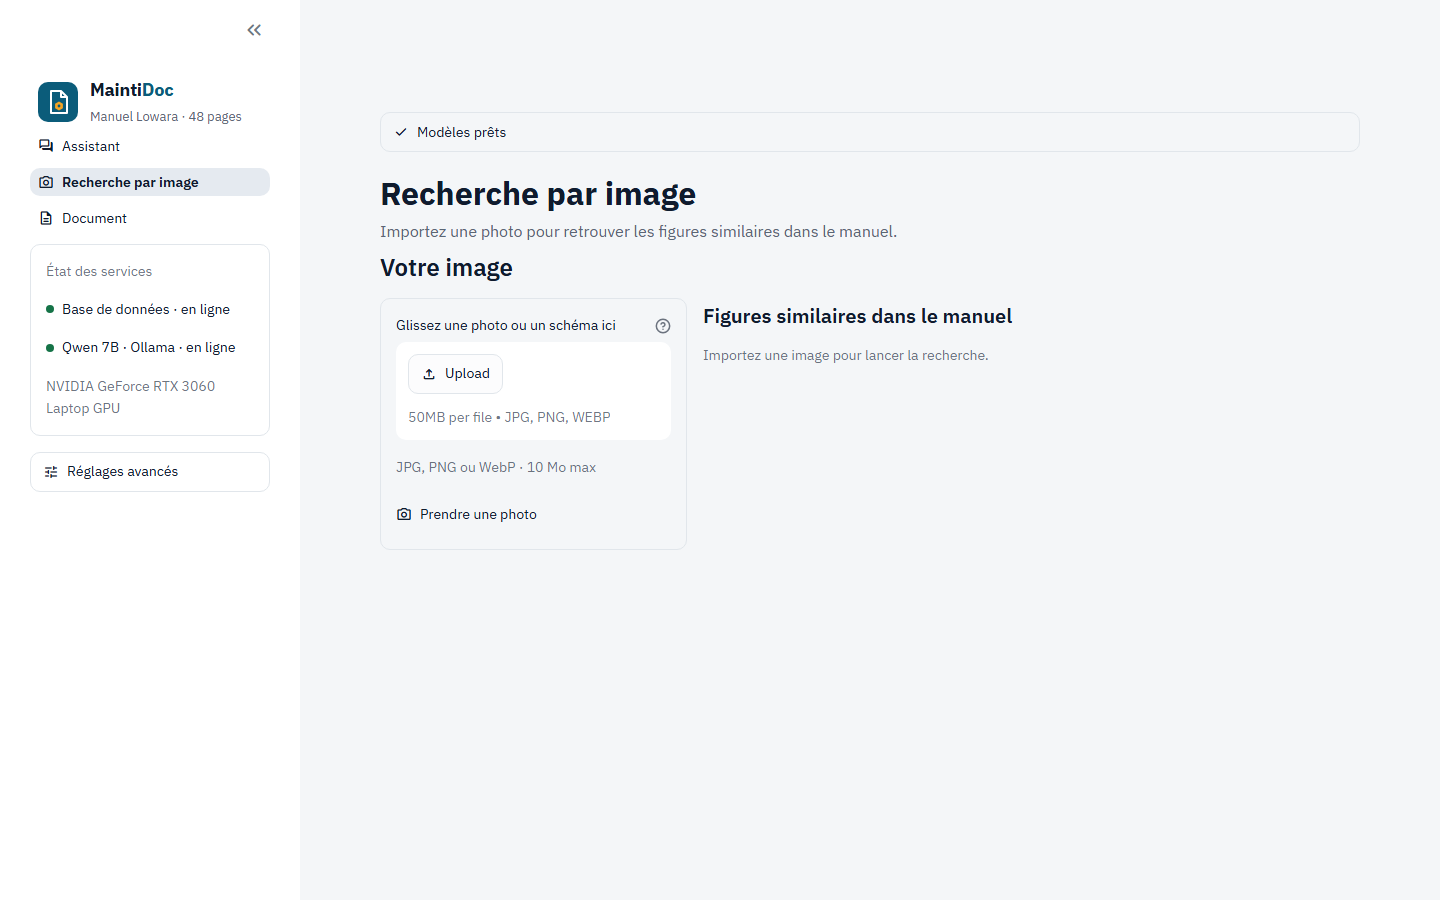 MaintiDoc
Manuel Lowara · 48 pages
Assistant
Recherche par image
Document
État des services
Base de données · en ligne
Qwen 7B · Ollama · en ligne
NVIDIA GeForce RTX 3060
Laptop GPU
Réglages avancés
Modèles prêts
Recherche par image
Importez une photo pour retrouver les figures similaires dans le manuel.
Votre image
Glissez une photo ou un schéma ici
Upload
50MB per file • JPG, PNG, WEBP
JPG, PNG ou WebP · 10 Mo max
Prendre une photo
Figures similaires dans le manuel
Importez une image pour lancer la recherche.